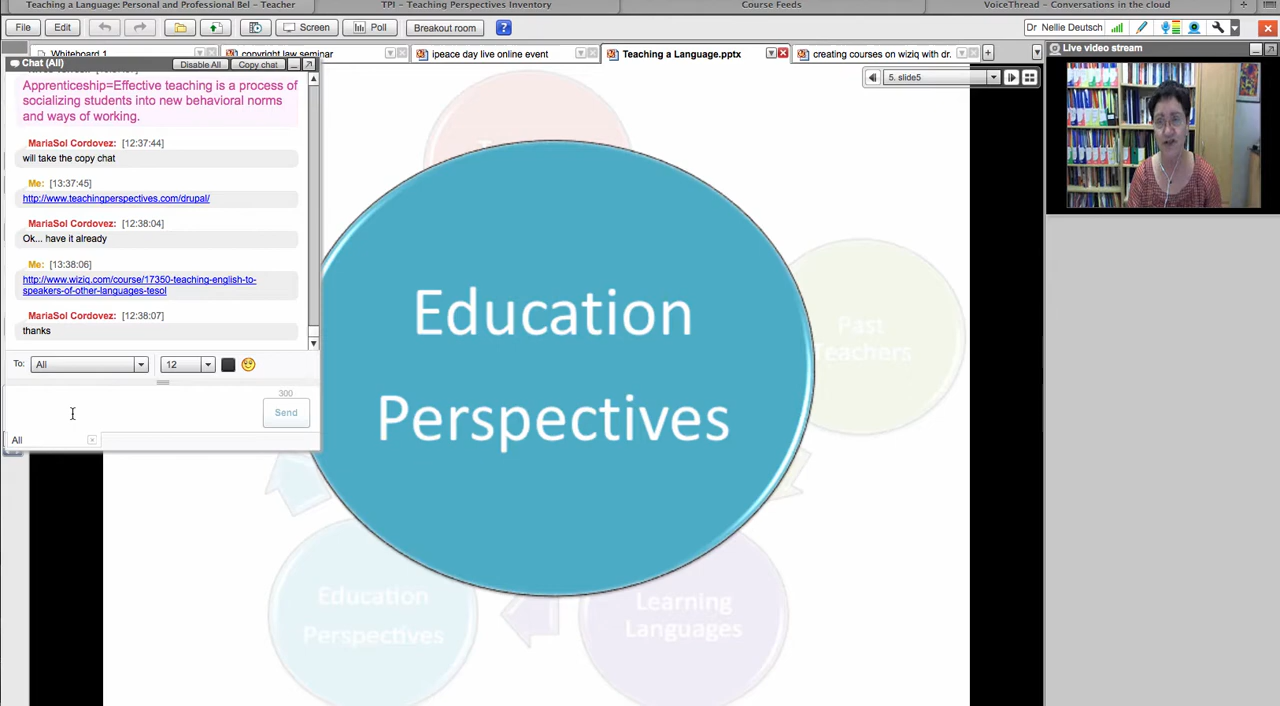 Teaching a Language: Personal and Professional Bel - Teacher
TPI - Teaching Perspectives Inventory
Course Feeds
VoiceThread - Conversations in the cloud
File
Edit
Screen
Poll
Breakout room
?
Dr Nellie Deutsch
Whiteboard 1
copyright law seminar
ipeace day live online event
Teaching a Language.pptx
creating courses on wiziq with dr.
Live video stream
Chat (All)
Disable All
Copy chat
5. slide5
Apprenticeship=Effective teaching is a process of
socializing students into new behavioral norms
and ways of working.
MariaSol Cordovez: [12:37:44]
will take the copy chat
Me: [13:37:45]
http://www.teachingperspectives.com/drupal/
MariaSol Cordovez: [12:38:04]
Ok... have it already
Me: [13:38:06]
http://www.wiziq.com/course/17350-teaching-english-to-
speakers-of-other-languages-tesol
MariaSol Cordovez: [12:38:07]
thanks
To:
All
12
300
Send
All
Education
Perspectives
Past
Teachers
Education
Perspectives
Learning
Languages